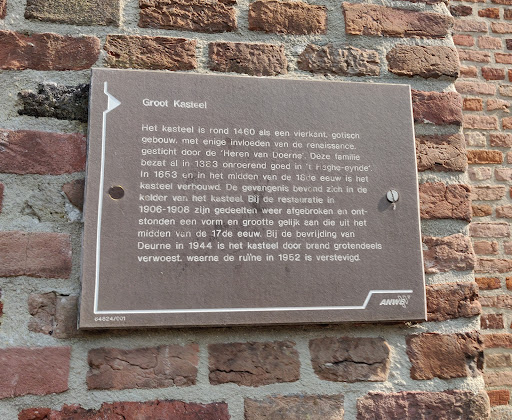 Groot Kasteel
Het kasteel is rond 1460 als een vierkant, gotisch
gebouw, met enige invloeden van de renaissance,
gesticht door de 'Heren van Doerne'. Deze familie
bezat al in 1383 onroerend goed in 't Haghe-eynde'
In 1653 en in het midden van de 18de eeuw is het
kasteel verbouwd. De gevangenis bevond zich in de
kelder van het kasteel. Bij de restauratie in
1906-1908 zijn gedeelten weer afgebroken en ont-
stonden een vorm en grootte gelijk aan die uit het
midden van de 17de eeuw. Bij de bevrijding van
Deurne in 1944 is het kasteel door brand grotendeels
verwoest, waarna de ruïne in 1952 is verstevigd.
64824/001
ANWB